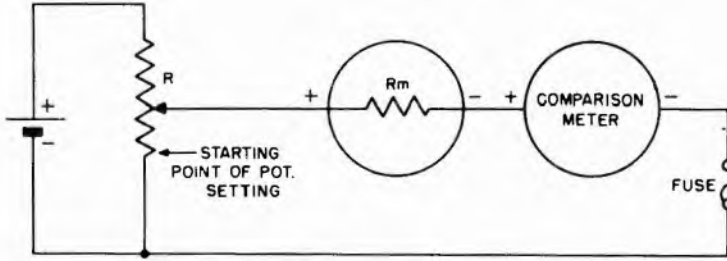 R
Rm
+
-
+
-
+
-
COMPARISON
METER
STARTING
POINT OF POT.
SETTING
FUSE